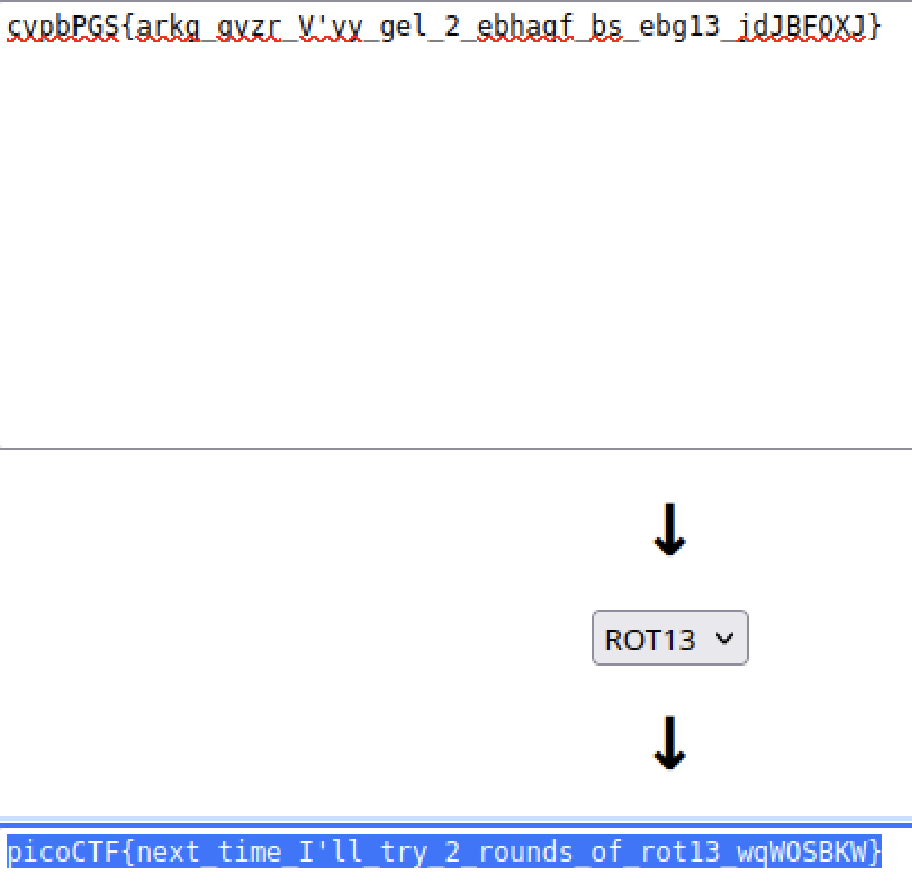 cvpbPGS{arkg_gvzr_V'yy_gel_2_ebhaqf_bs_ebg13_jdJBFOXJ}
ROT13
picoCTF{next_time_I'll_try_2_rounds_of_rot13_wqWOSBKW}